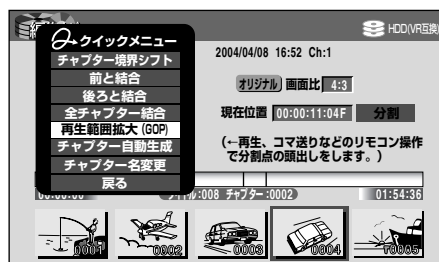 HDD(VR互換)
クイックメニュー
チャプター境界シフト
前と結合
後ろと結合
全チャプター結合
再生範囲拡大(GOP)
チャプター自動生成
チャプター名変更
戻る
2004/04/08 16:52 Ch:1
オリジナル 画面比 4:3
現在位置 00:00:11:04F 分割
(←再生、コマ送りなどのリモコン操作
で分割点の頭出しをします。)
00:00:00 タイトル:008 チャプター:0002 01:54:36
0001 0002 0003 0004 0005